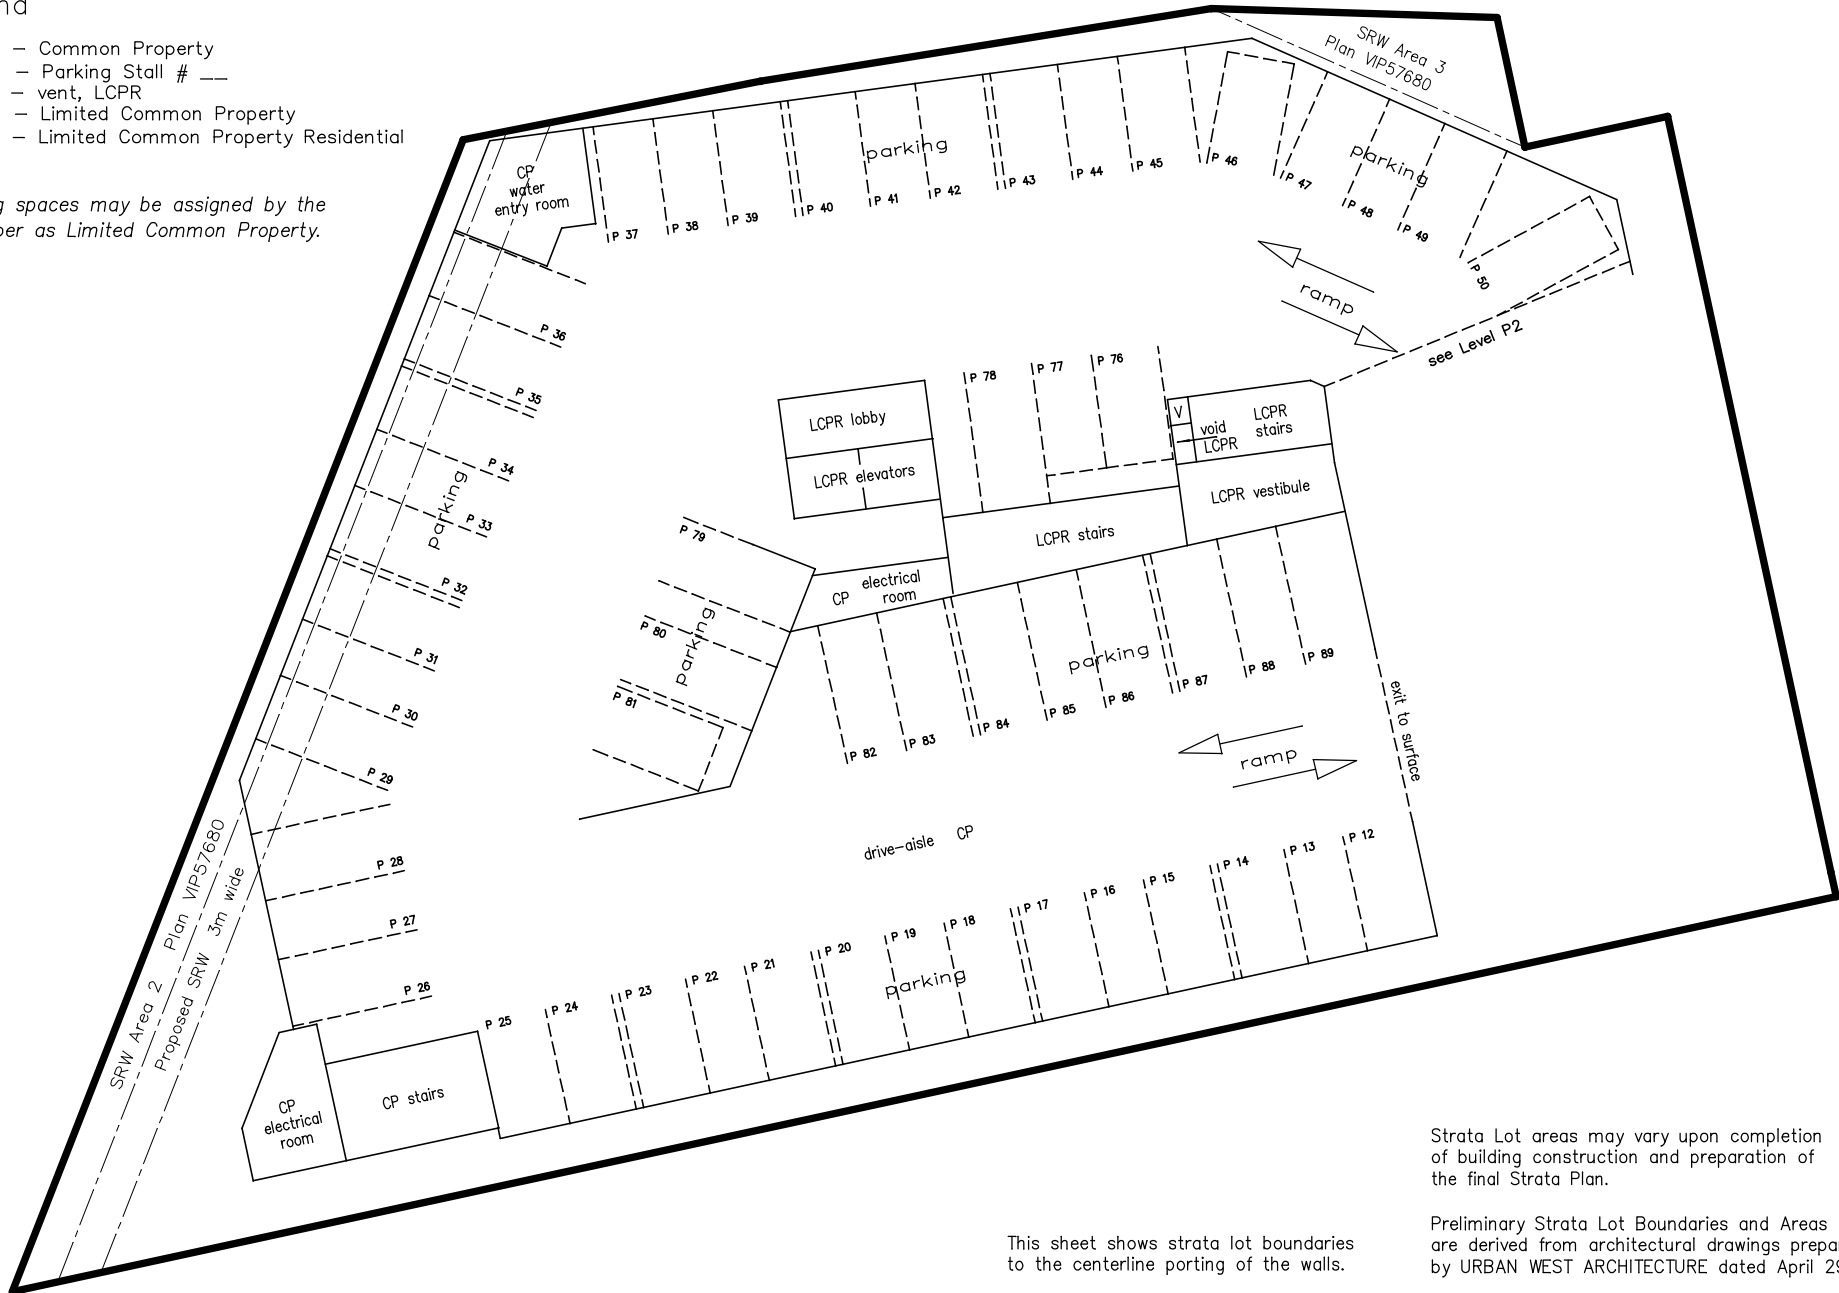 nd
– Common Property
– Parking Stall # __
– vent, LCPR
– Limited Common Property
– Limited Common Property Residential
g spaces may be assigned by the
per as Limited Common Property.
SRW Area 3
Plan VIP57680
CP
water
entry room
parking
parking
P 37
P 38
P 39
P 40
P 41
P 42
P 43
P 44
P 45
P 46
P 47
P 48
P 49
P 50
ramp
see Level P2
P 36
P 35
P 34
P 33
P 32
P 31
P 30
P 29
parking
P 28
P 27
P 26
P 78
P 77
P 76
LCPR lobby
LCPR elevators
V
void
LCPR
LCPR
stairs
LCPR vestibule
LCPR stairs
CP
electrical
room
P 79
P 80
P 81
parking
P 82
P 83
P 84
P 85
P 86
P 87
P 88
P 89
parking
exit to surface
ramp
drive–aisle CP
P 12
P 13
P 14
P 15
P 16
P 17
P 18
P 19
P 20
P 21
P 22
P 23
P 24
P 25
parking
SRW Area 2 Plan VIP57680
Proposed SRW 3m wide
CP
electrical
room
CP stairs
This sheet shows strata lot boundaries
to the centerline porting of the walls.
Strata Lot areas may vary upon completion
of building construction and preparation of
the final Strata Plan.
Preliminary Strata Lot Boundaries and Areas
are derived from architectural drawings prepa
by URBAN WEST ARCHITECTURE dated April 29